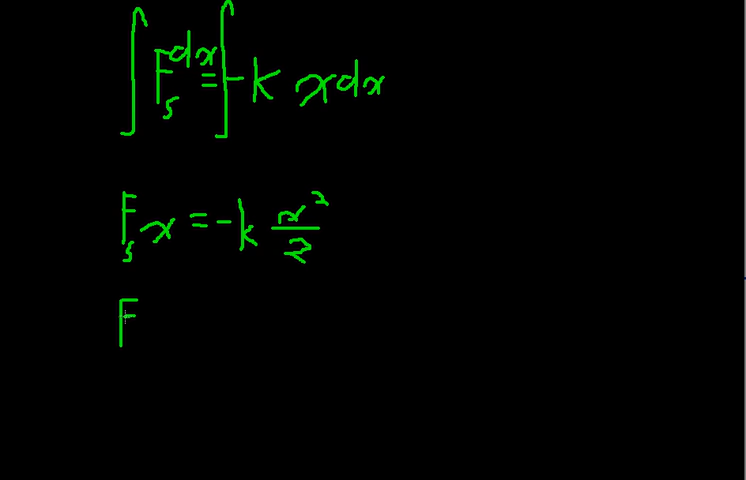 ∫ F_s dx = ∫ -k x dx
F_s x = -k x²/2
F